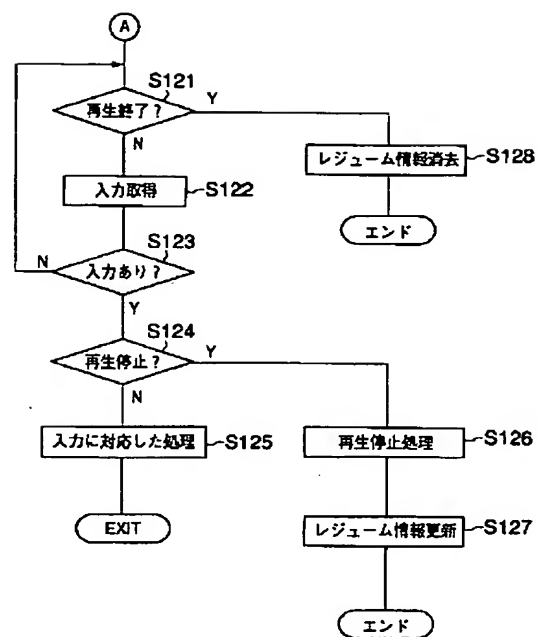 A
S121
再生終了?
Y
N
レジューム情報消去
S128
入力取得
S122
エンド
S123
N
入力あり?
Y
S124
再生停止?
Y
N
入力に対応した処理
S125
再生停止処理
S126
EXIT
レジューム情報更新
S127
エンド